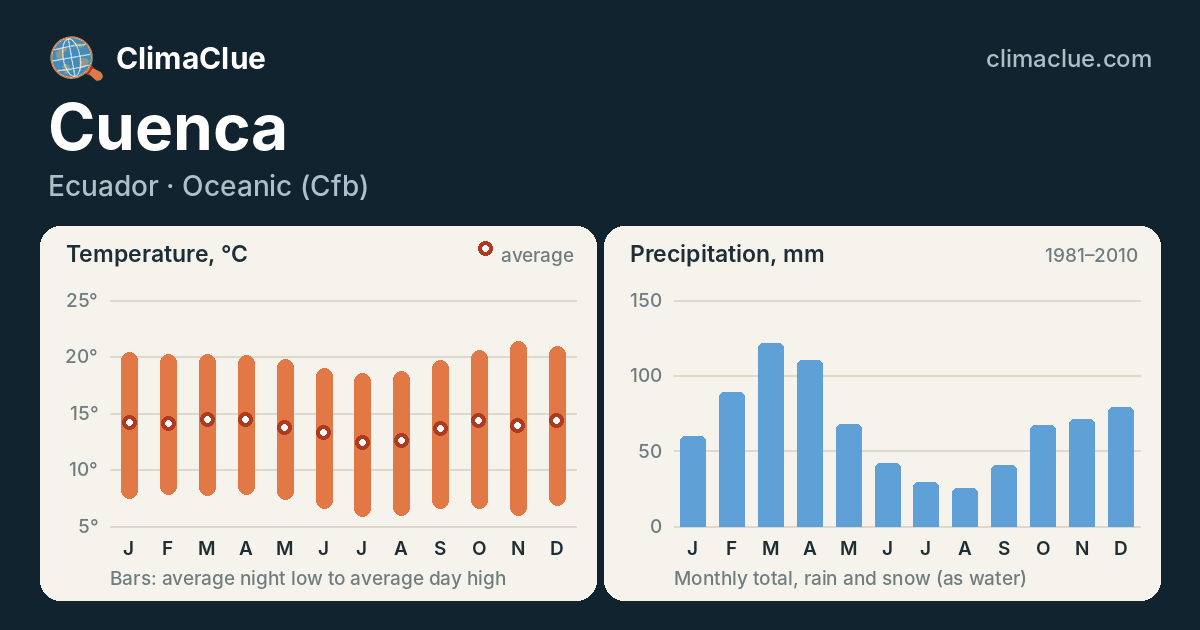 ClimaClue
climaclue.com
Cuenca
Ecuador · Oceanic (Cfb)
Temperature, °C
average
25°
20°
15°
10°
5°
J F M A M J J A S O N D
Bars: average night low to average day high
Precipitation, mm
1981–2010
150
100
50
0
J F M A M J J A S O N D
Monthly total, rain and snow (as water)